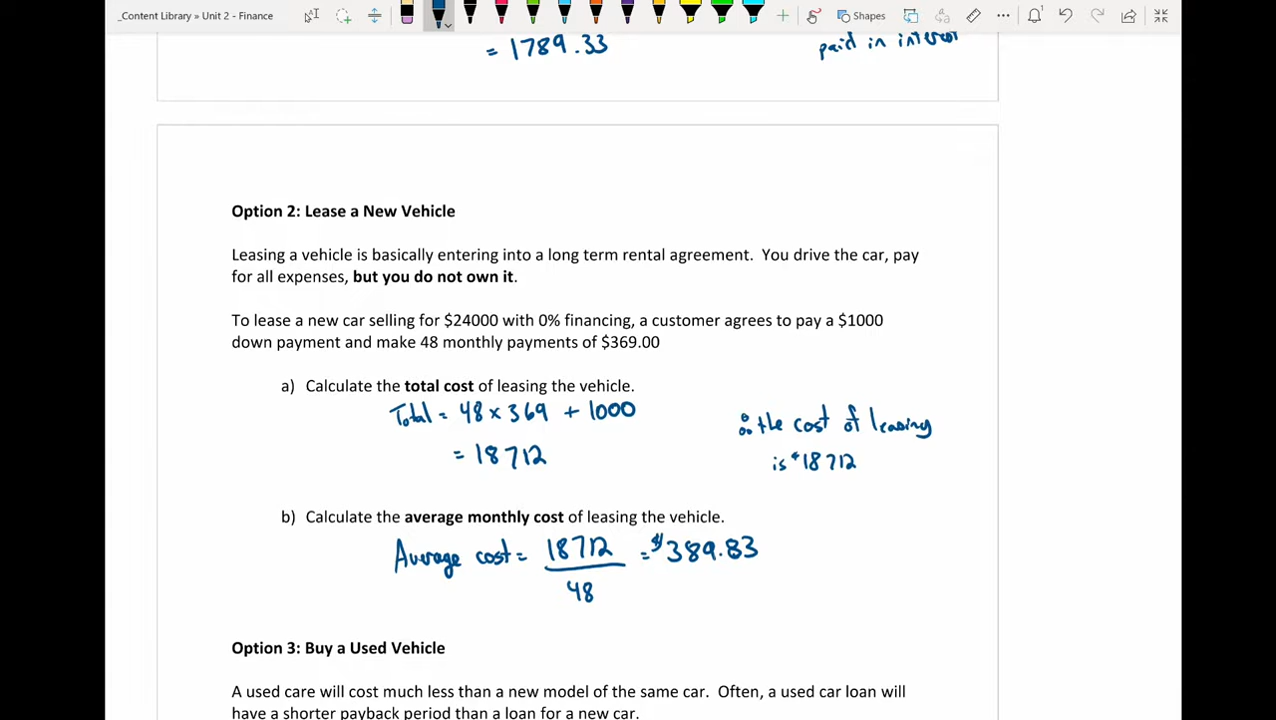 _Content Library » Unit 2 - Finance
Shapes
= 1789.33
paid in interest
Option 2: Lease a New Vehicle
Leasing a vehicle is basically entering into a long term rental agreement. You drive the car, pay
for all expenses, but you do not own it.
To lease a new car selling for $24000 with 0% financing, a customer agrees to pay a $1000
down payment and make 48 monthly payments of $369.00
a) Calculate the total cost of leasing the vehicle.
Total = 48 × 369 + 1000
= 18712
∴ the cost of leasing
is $18712
b) Calculate the average monthly cost of leasing the vehicle.
Average cost = 18712 = $389.83
48
Option 3: Buy a Used Vehicle
A used care will cost much less than a new model of the same car. Often, a used car loan will
have a shorter payback period than a loan for a new car.